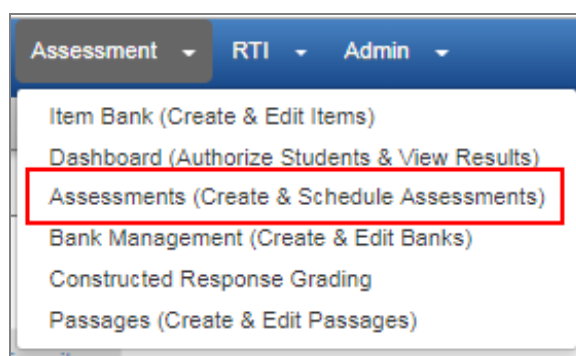 Assessment RTI Admin
Item Bank (Create & Edit Items)
Dashboard (Authorize Students & View Results)
Assessments (Create & Schedule Assessments)
Bank Management (Create & Edit Banks)
Constructed Response Grading
Passages (Create & Edit Passages)